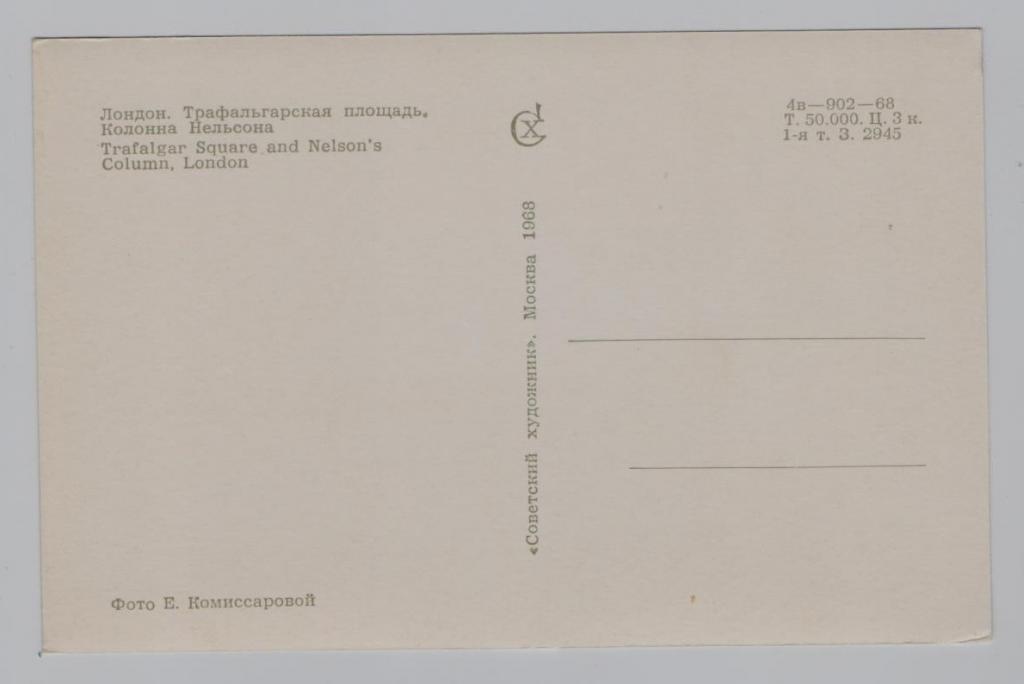 Лондон. Трафальгарская площадь.
Колонна Нельсона
Trafalgar Square and Nelson's
Column, London
Фото Е. Комиссаровой
СХ
«Советский художник». Москва 1968
4в—902—68
Т. 50.000. Ц. 3 к.
1-я т. З. 2945